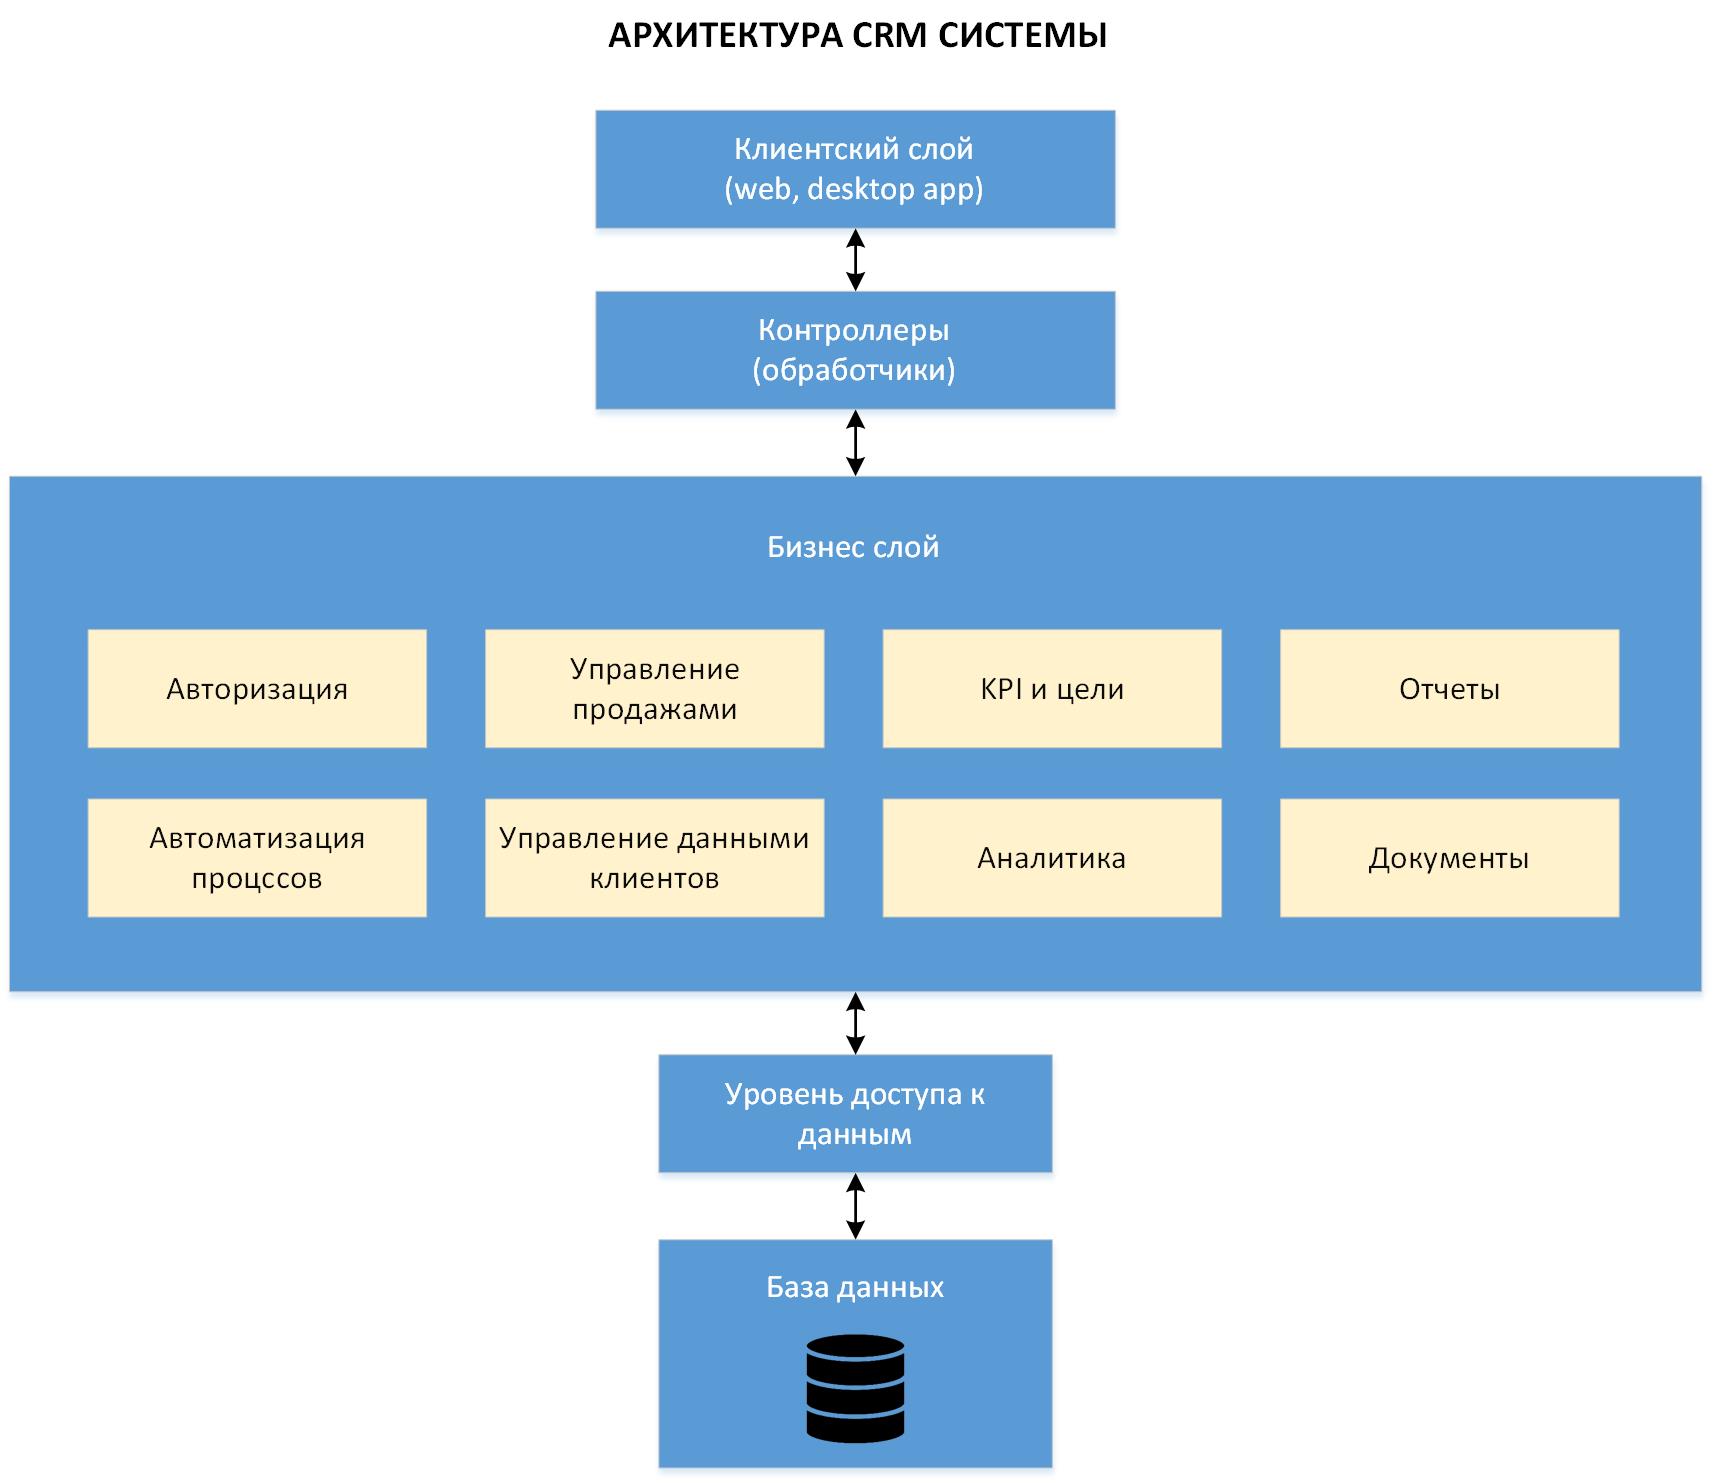 АРХИТЕКТУРА CRM СИСТЕМЫ
Клиентский слой
(web, desktop app)
Контроллеры
(обработчики)
Бизнес слой
Авторизация
Управление
продажами
KPI и цели
Отчеты
Автоматизация
процссов
Управление данными
клиентов
Аналитика
Документы
Уровень доступа к
данным
База данных